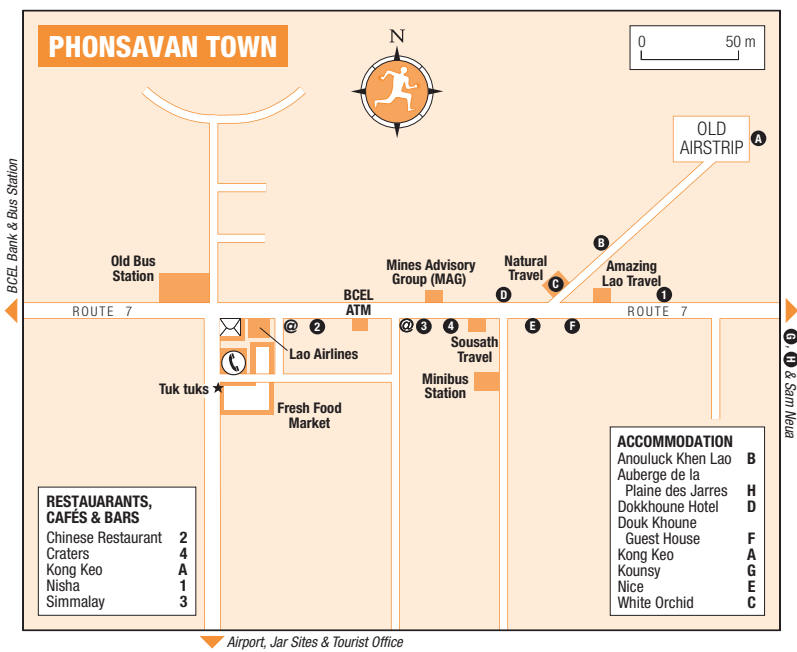 PHONSAVAN TOWN
N
0 50 m
OLD
AIRSTRIP
A
BCEL Bank & Bus Station
B
Old Bus
Station
Mines Advisory
Group (MAG)
Natural
Travel
C
Amazing
Lao Travel
D
1
BCEL
ATM
ROUTE 7
ROUTE 7
@ 2
@ 3 4
E
F
Lao Airlines
Sousath
Travel
G, H & Sam Neua
Minibus
Station
Tuk tuks
Fresh Food
Market
RESTAUARANTS,
CAFÉS & BARS
Chinese Restaurant 2
Craters 4
Kong Keo A
Nisha 1
Simmalay 3
ACCOMMODATION
Anouluck Khen Lao B
Auberge de la
Plaine des Jarres H
Dokkhoune Hotel D
Douk Khoune
Guest House F
Kong Keo A
Kounsy G
Nice E
White Orchid C
Airport, Jar Sites & Tourist Office